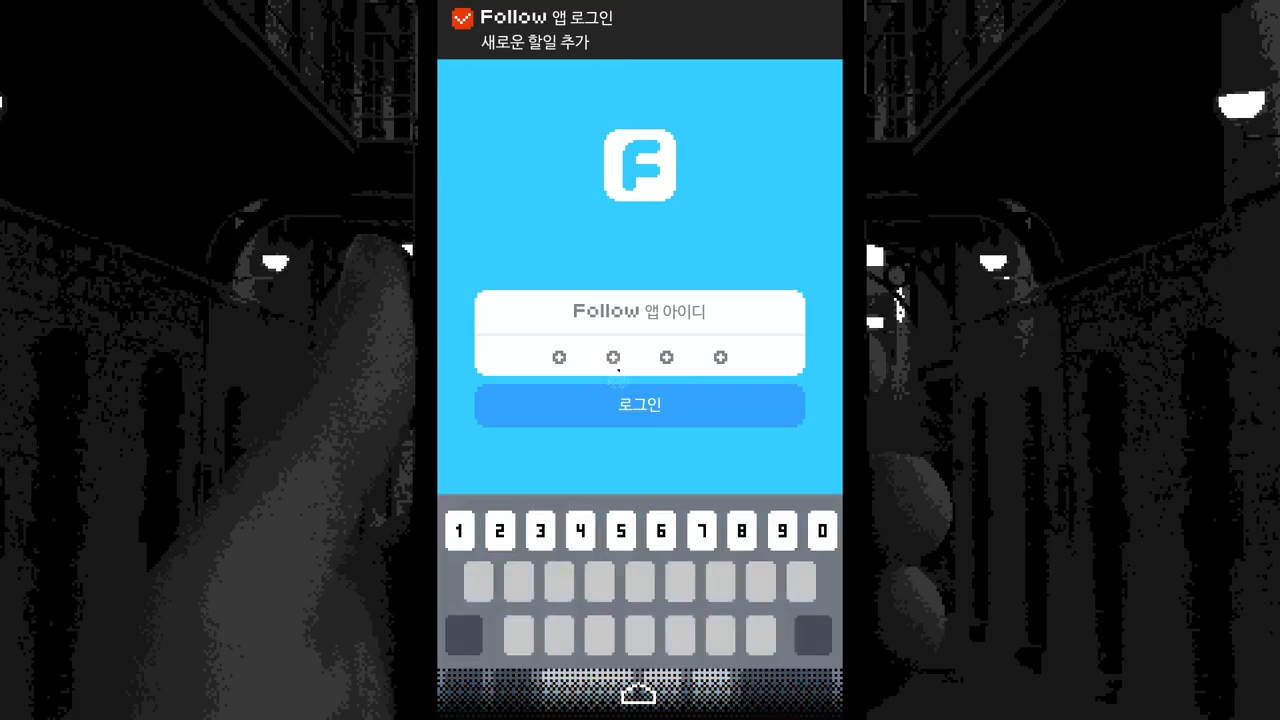 Follow 앱 로그인
새로운 할일 추가
F
Follow 앱 아이디
로그인
1 2 3 4 5 6 7 8 9 0